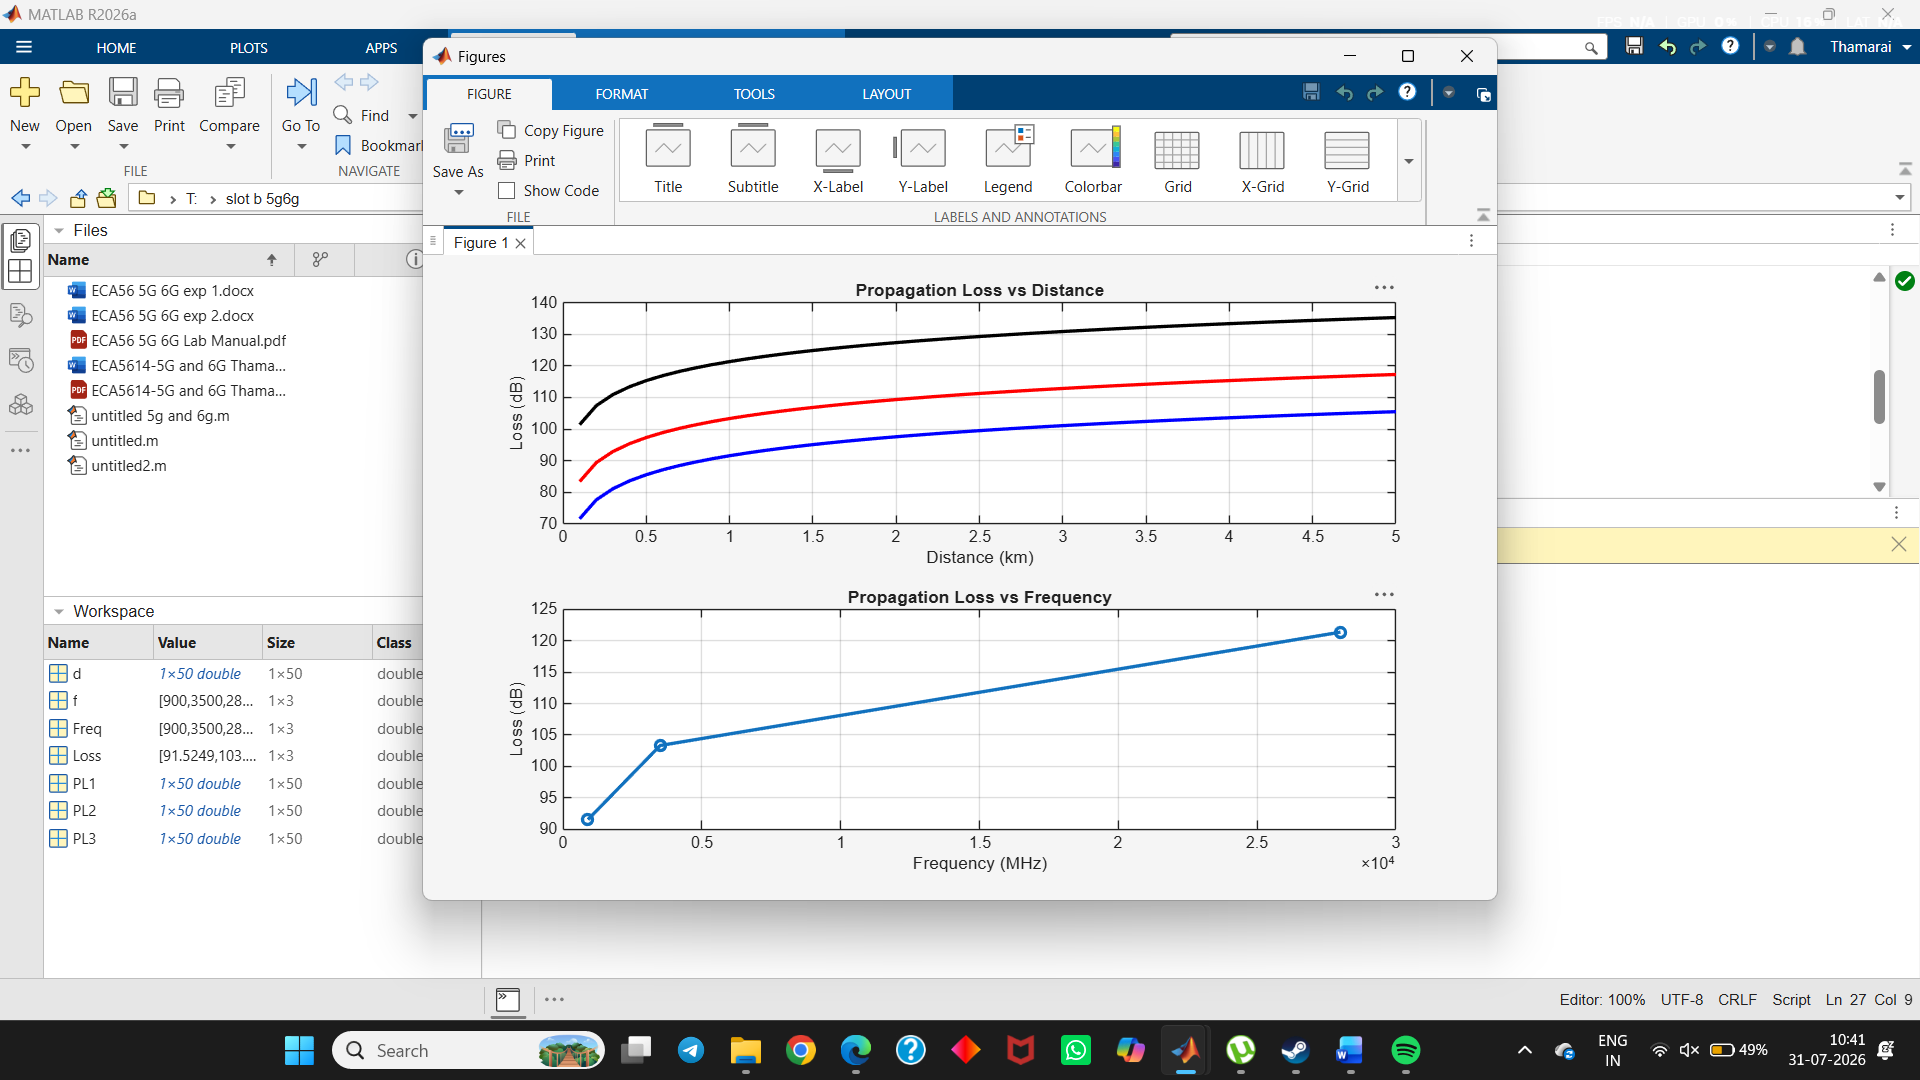 MATLAB R2026a
FPS N/A | GPU 0% | CPU 16% | LAT N/A
HOME PLOTS APPS
Thamarai
New Open Save Print Compare Go To Find
Bookmark
FILE NAVIGATE
T: slot b 5g6g
Files
Name
ECA56 5G 6G exp 1.docx
ECA56 5G 6G exp 2.docx
ECA56 5G 6G Lab Manual.pdf
ECA5614-5G and 6G Thama...
ECA5614-5G and 6G Thama...
untitled 5g and 6g.m
untitled.m
untitled2.m
Workspace
Name Value Size Class
d 1×50 double 1×50 double
f [900,3500,28... 1×3 double
Freq [900,3500,28... 1×3 double
Loss [91.5249,103.... 1×3 double
PL1 1×50 double 1×50 double
PL2 1×50 double 1×50 double
PL3 1×50 double 1×50 double
Figures
FIGURE FORMAT TOOLS LAYOUT
Save As
Copy Figure
Print
Show Code
FILE
Title Subtitle X-Label Y-Label Legend Colorbar Grid X-Grid Y-Grid
LABELS AND ANNOTATIONS
Figure 1
Propagation Loss vs Distance
140
130
120
110
100
90
80
70
Loss (dB)
0 0.5 1 1.5 2 2.5 3 3.5 4 4.5 5
Distance (km)
Propagation Loss vs Frequency
125
120
115
110
105
100
95
90
Loss (dB)
0 0.5 1 1.5 2 2.5 3
×10⁴
Frequency (MHz)
Editor: 100% UTF-8 CRLF Script Ln 27 Col 9
Search
ENG
IN
49%
10:41
31-07-2026